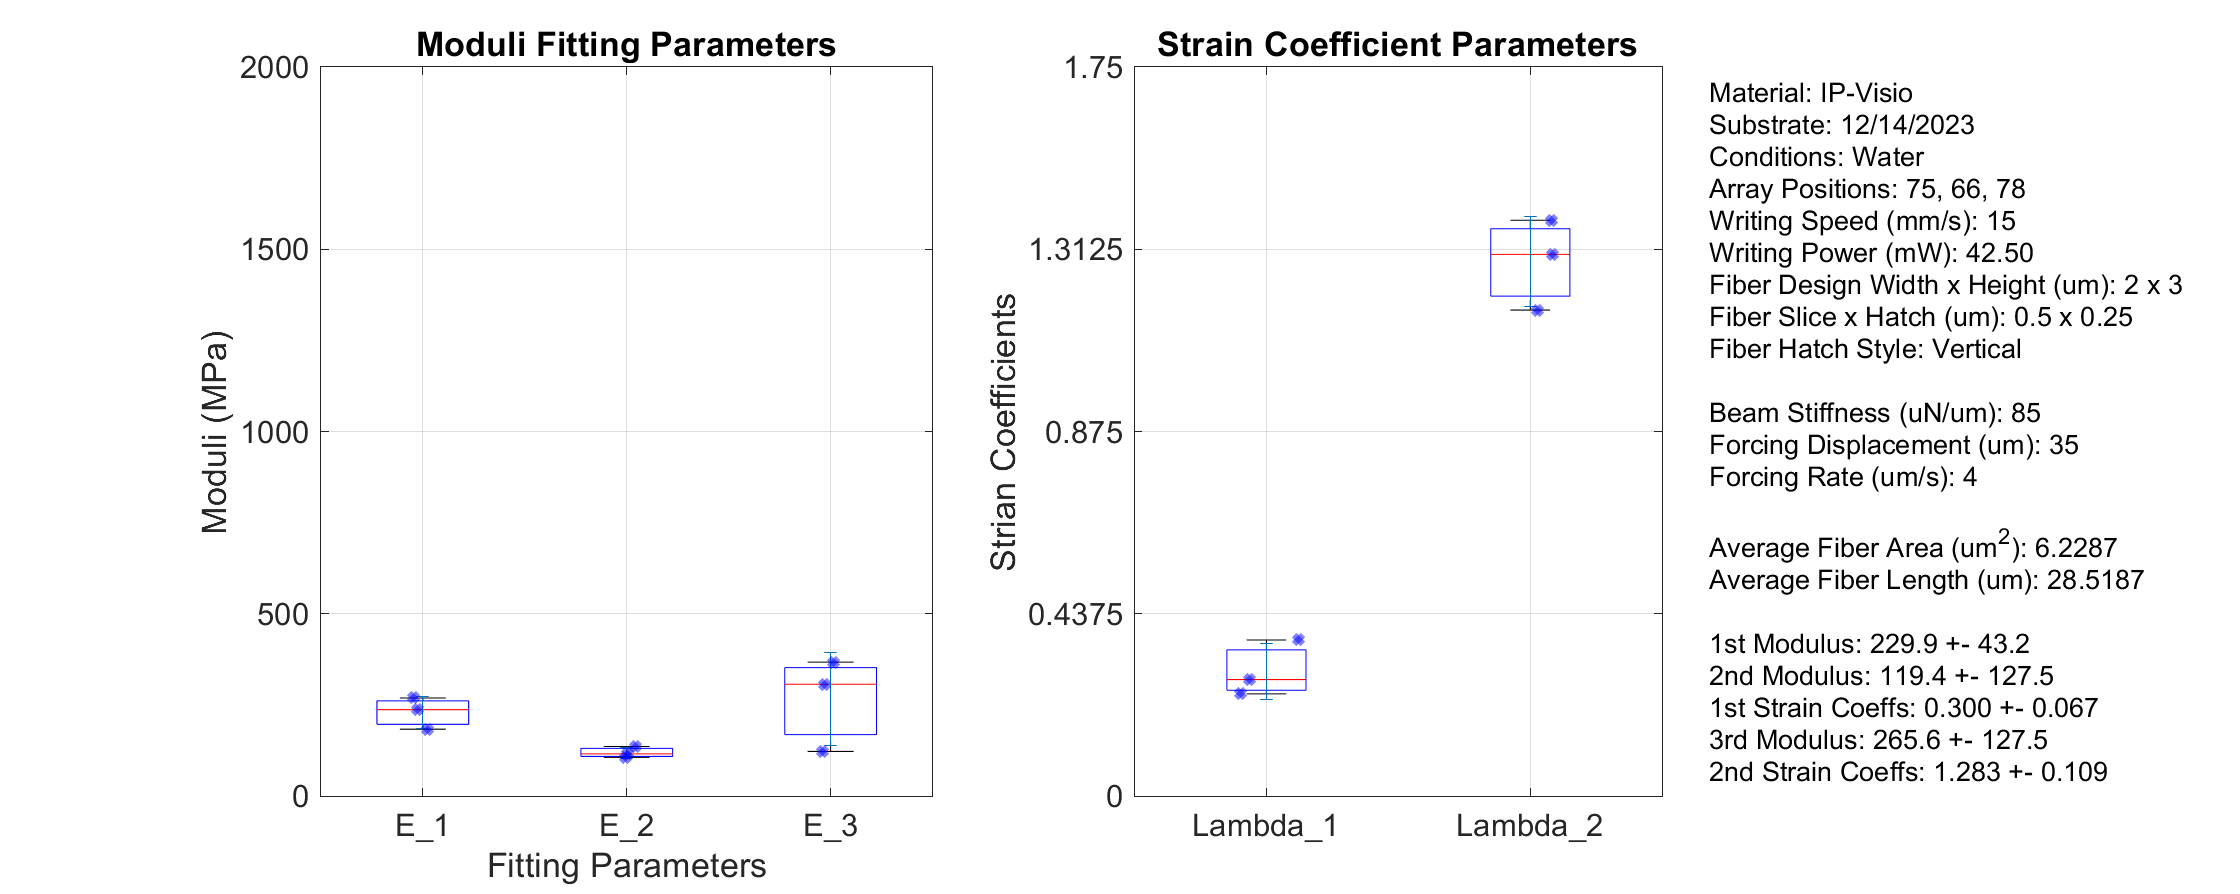 Moduli Fitting Parameters
2000
1500
1000
500
0
Moduli (MPa)
E_1
E_2
E_3
Fitting Parameters
Strain Coefficient Parameters
1.75
1.3125
0.875
0.4375
0
Strian Coefficients
Lambda_1
Lambda_2
Material: IP-Visio
Substrate: 12/14/2023
Conditions: Water
Array Positions: 75, 66, 78
Writing Speed (mm/s): 15
Writing Power (mW): 42.50
Fiber Design Width x Height (um): 2 x 3
Fiber Slice x Hatch (um): 0.5 x 0.25
Fiber Hatch Style: Vertical
Beam Stiffness (uN/um): 85
Forcing Displacement (um): 35
Forcing Rate (um/s): 4
Average Fiber Area (um²): 6.2287
Average Fiber Length (um): 28.5187
1st Modulus: 229.9 +- 43.2
2nd Modulus: 119.4 +- 127.5
1st Strain Coeffs: 0.300 +- 0.067
3rd Modulus: 265.6 +- 127.5
2nd Strain Coeffs: 1.283 +- 0.109